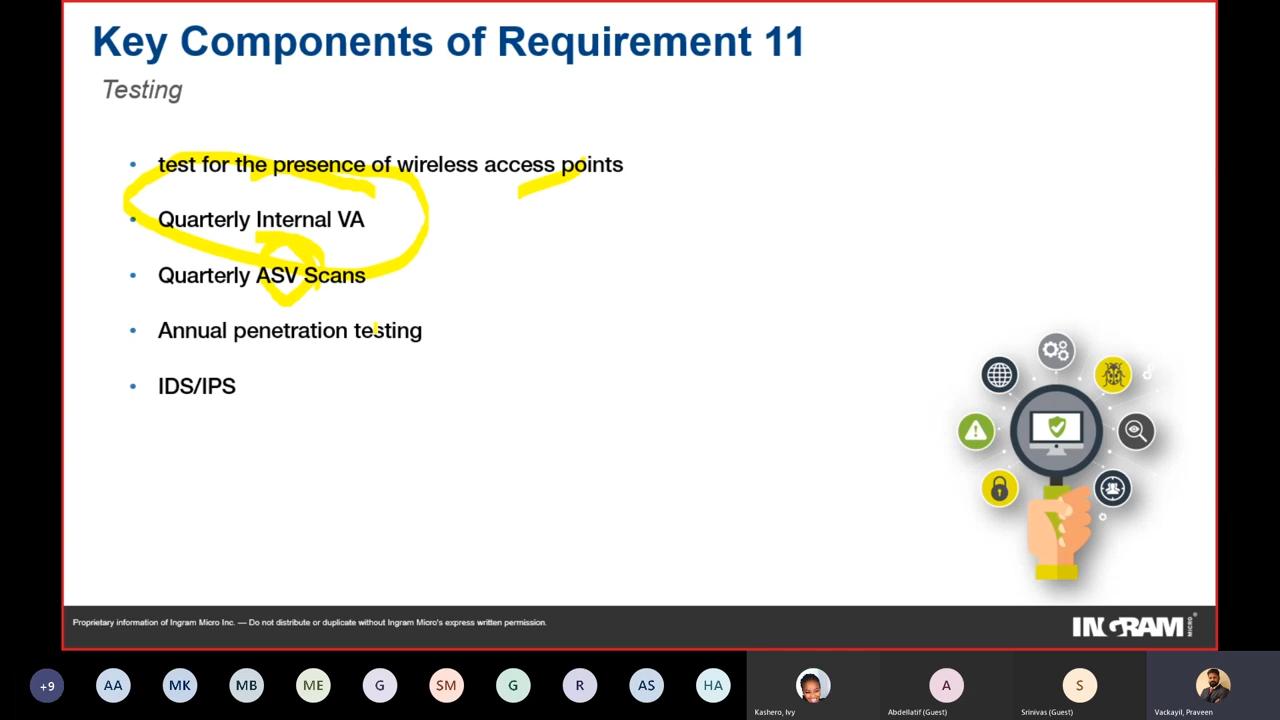 Key Components of Requirement 11
Testing
• test for the presence of wireless access points
• Quarterly Internal VA
• Quarterly ASV Scans
• Annual penetration testing
• IDS/IPS
Proprietary information of Ingram Micro Inc. — Do not distribute or duplicate without Ingram Micro's express written permission.
INGRAM MICRO®
+9 AA MK MB ME G SM G R AS HA A S
Kashero, Ivy Abdellatif (Guest) Srinivas (Guest) Vackayil, Praveen